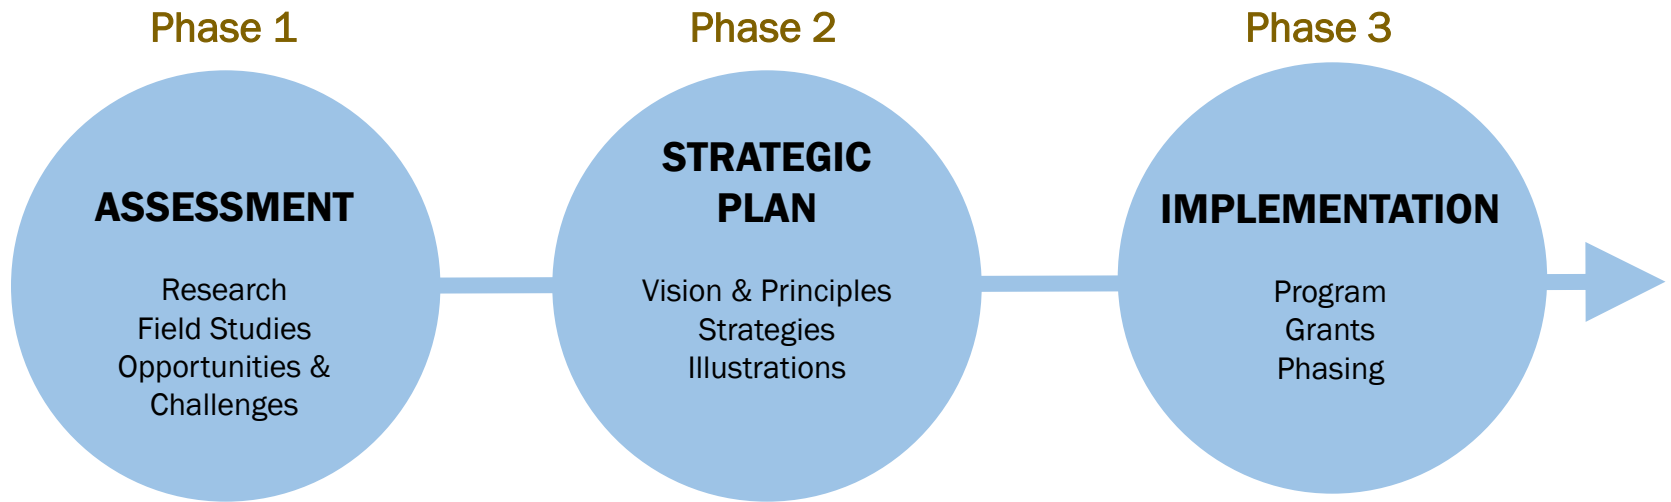 Phase 1
ASSESSMENT
Research
Field Studies
Opportunities &
Challenges
Phase 2
STRATEGIC
PLAN
Vision & Principles
Strategies
Illustrations
Phase 3
IMPLEMENTATION
Program
Grants
Phasing